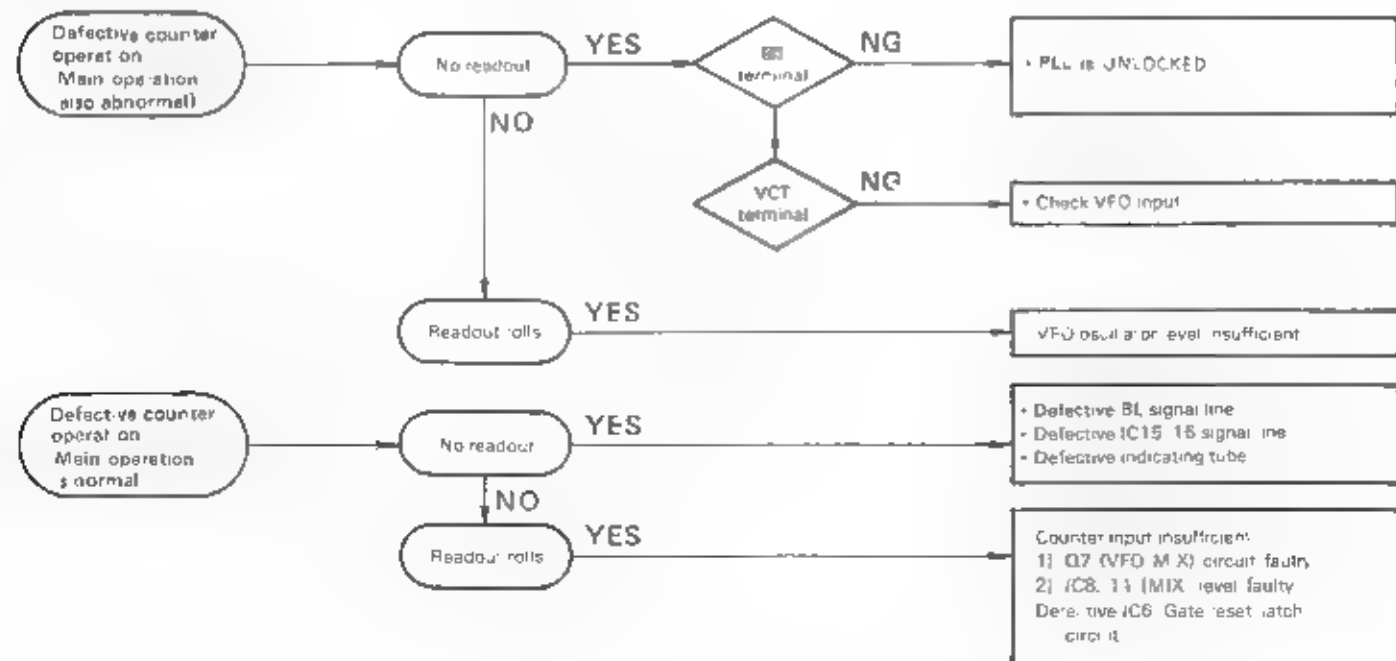 Defective counter
operation
Main operation
also abnormal)
No readout
YES
terminal
NG
• PLL is UNLOCKED
NO
VCT
terminal
NG
• Check VFO input
Readout rolls
YES
VFO oscillator level insufficient
Defective counter
operation
Main operation
is normal
No readout
YES
• Defective BL signal line
• Defective IC15, 16 signal line
• Defective indicating tube
NO
Readout rolls
YES
Counter input insufficient
1) Q7 (VFO MIX) circuit faulty
2) IC8, 11 (MIX) level faulty
Defective IC6 Gate reset latch
circuit